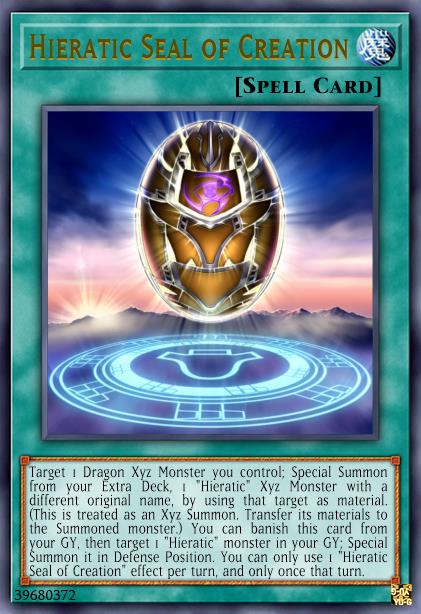 Hieratic Seal of Creation
魔
[Spell Card]
Target 1 Dragon Xyz Monster you control; Special Summon
from your Extra Deck, 1 "Hieratic" Xyz Monster with a
different original name, by using that target as material.
(This is treated as an Xyz Summon. Transfer its materials to
the Summoned monster.) You can banish this card from
your GY, then target 1 "Hieratic" monster in your GY; Special
Summon it in Defense Position. You can only use 1 "Hieratic
Seal of Creation" effect per turn, and only once that turn.
39680372